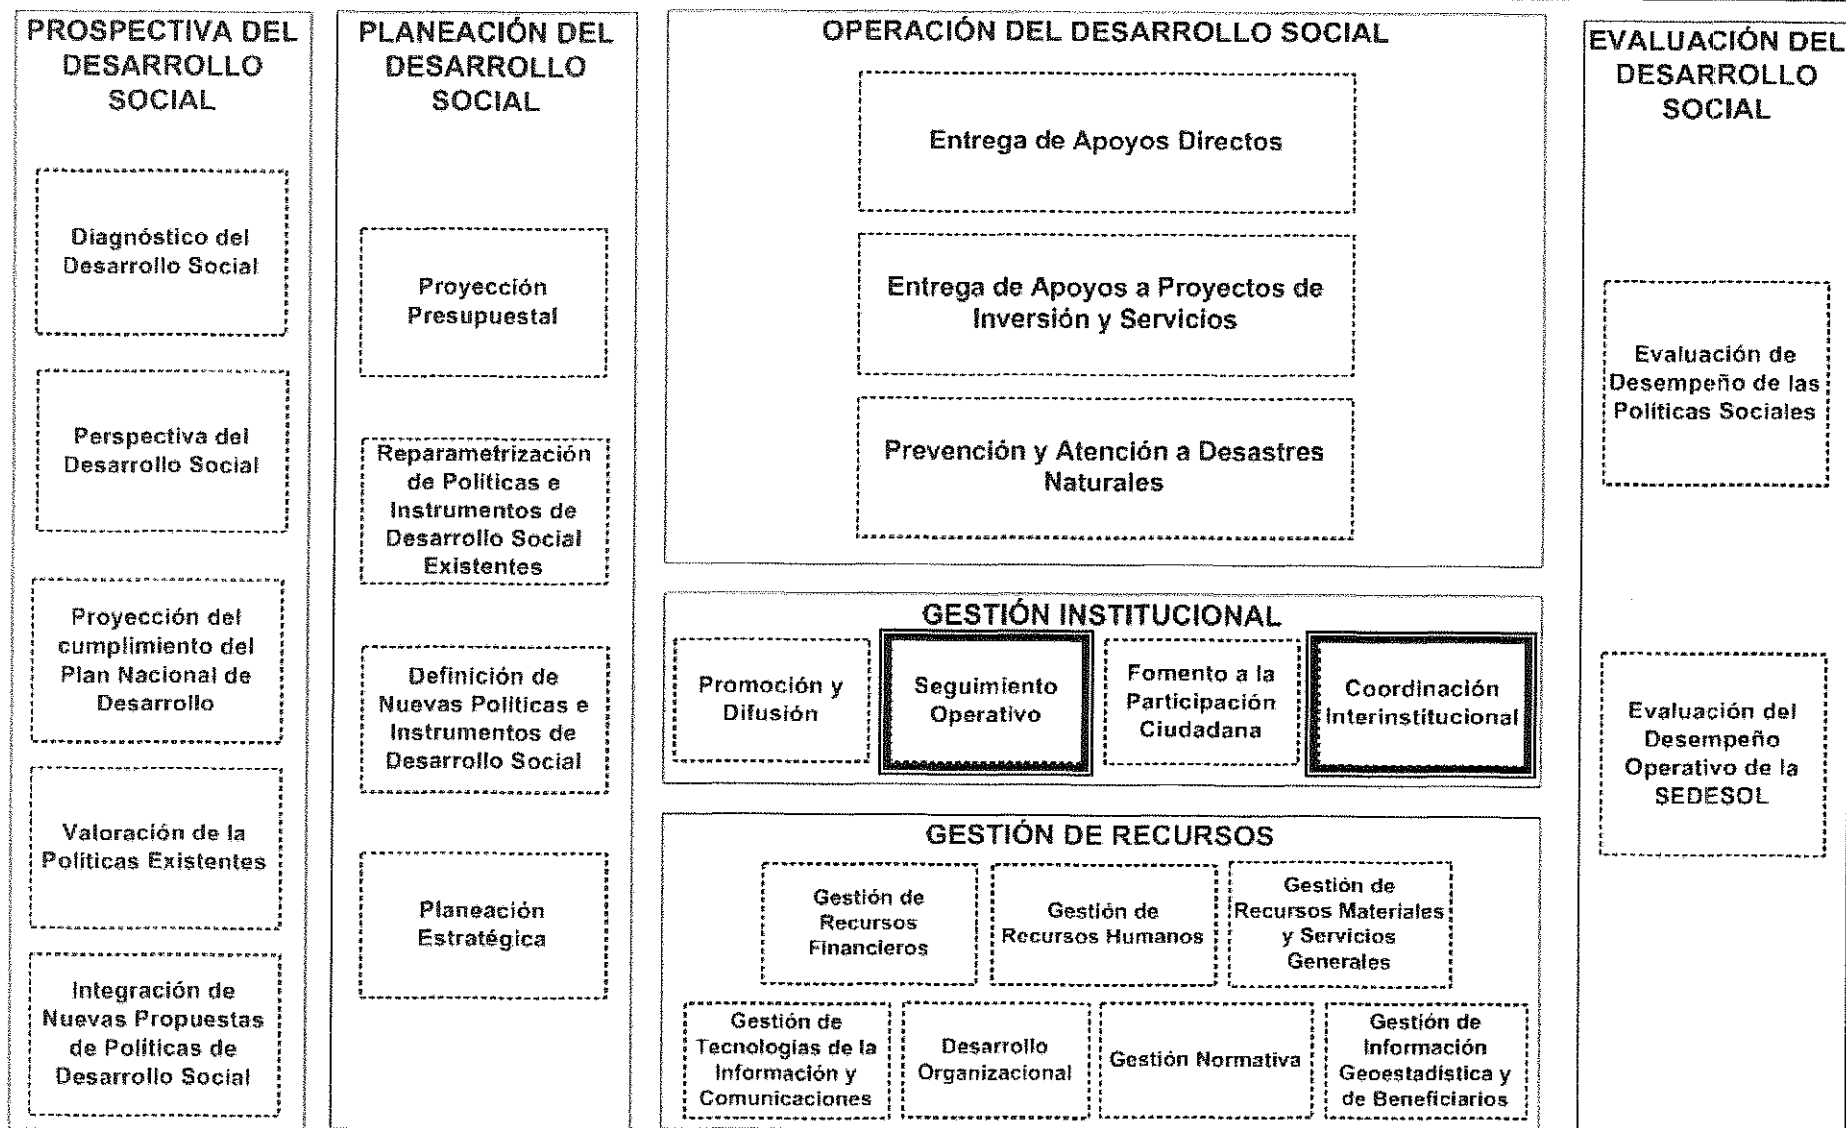 PROSPECTIVA DEL
DESARROLLO
SOCIAL
Diagnóstico del
Desarrollo Social
Perspectiva del
Desarrollo Social
Proyección del
cumplimiento del
Plan Nacional de
Desarrollo
Valoración de la
Políticas Existentes
Integración de
Nuevas Propuestas
de Políticas de
Desarrollo Social
PLANEACIÓN DEL
DESARROLLO
SOCIAL
Proyección
Presupuestal
Reparametrización
de Políticas e
Instrumentos de
Desarrollo Social
Existentes
Definición de
Nuevas Políticas e
Instrumentos de
Desarrollo Social
Planeación
Estratégica
OPERACIÓN DEL DESARROLLO SOCIAL
Entrega de Apoyos Directos
Entrega de Apoyos a Proyectos de
Inversión y Servicios
Prevención y Atención a Desastres
Naturales
GESTIÓN INSTITUCIONAL
Promoción y
Difusión
Seguimiento
Operativo
Fomento a la
Participación
Ciudadana
Coordinación
Interinstitucional
GESTIÓN DE RECURSOS
Gestión de
Recursos
Financieros
Gestión de
Recursos Humanos
Gestión de
Recursos Materiales
y Servicios
Generales
Gestión de
Tecnologías de la
Información y
Comunicaciones
Desarrollo
Organizacional
Gestión Normativa
Gestión de
Información
Geoestadística y
de Beneficiarios
EVALUACIÓN DEL
DESARROLLO
SOCIAL
Evaluación de
Desempeño de las
Políticas Sociales
Evaluación del
Desempeño
Operativo de la
SEDESOL